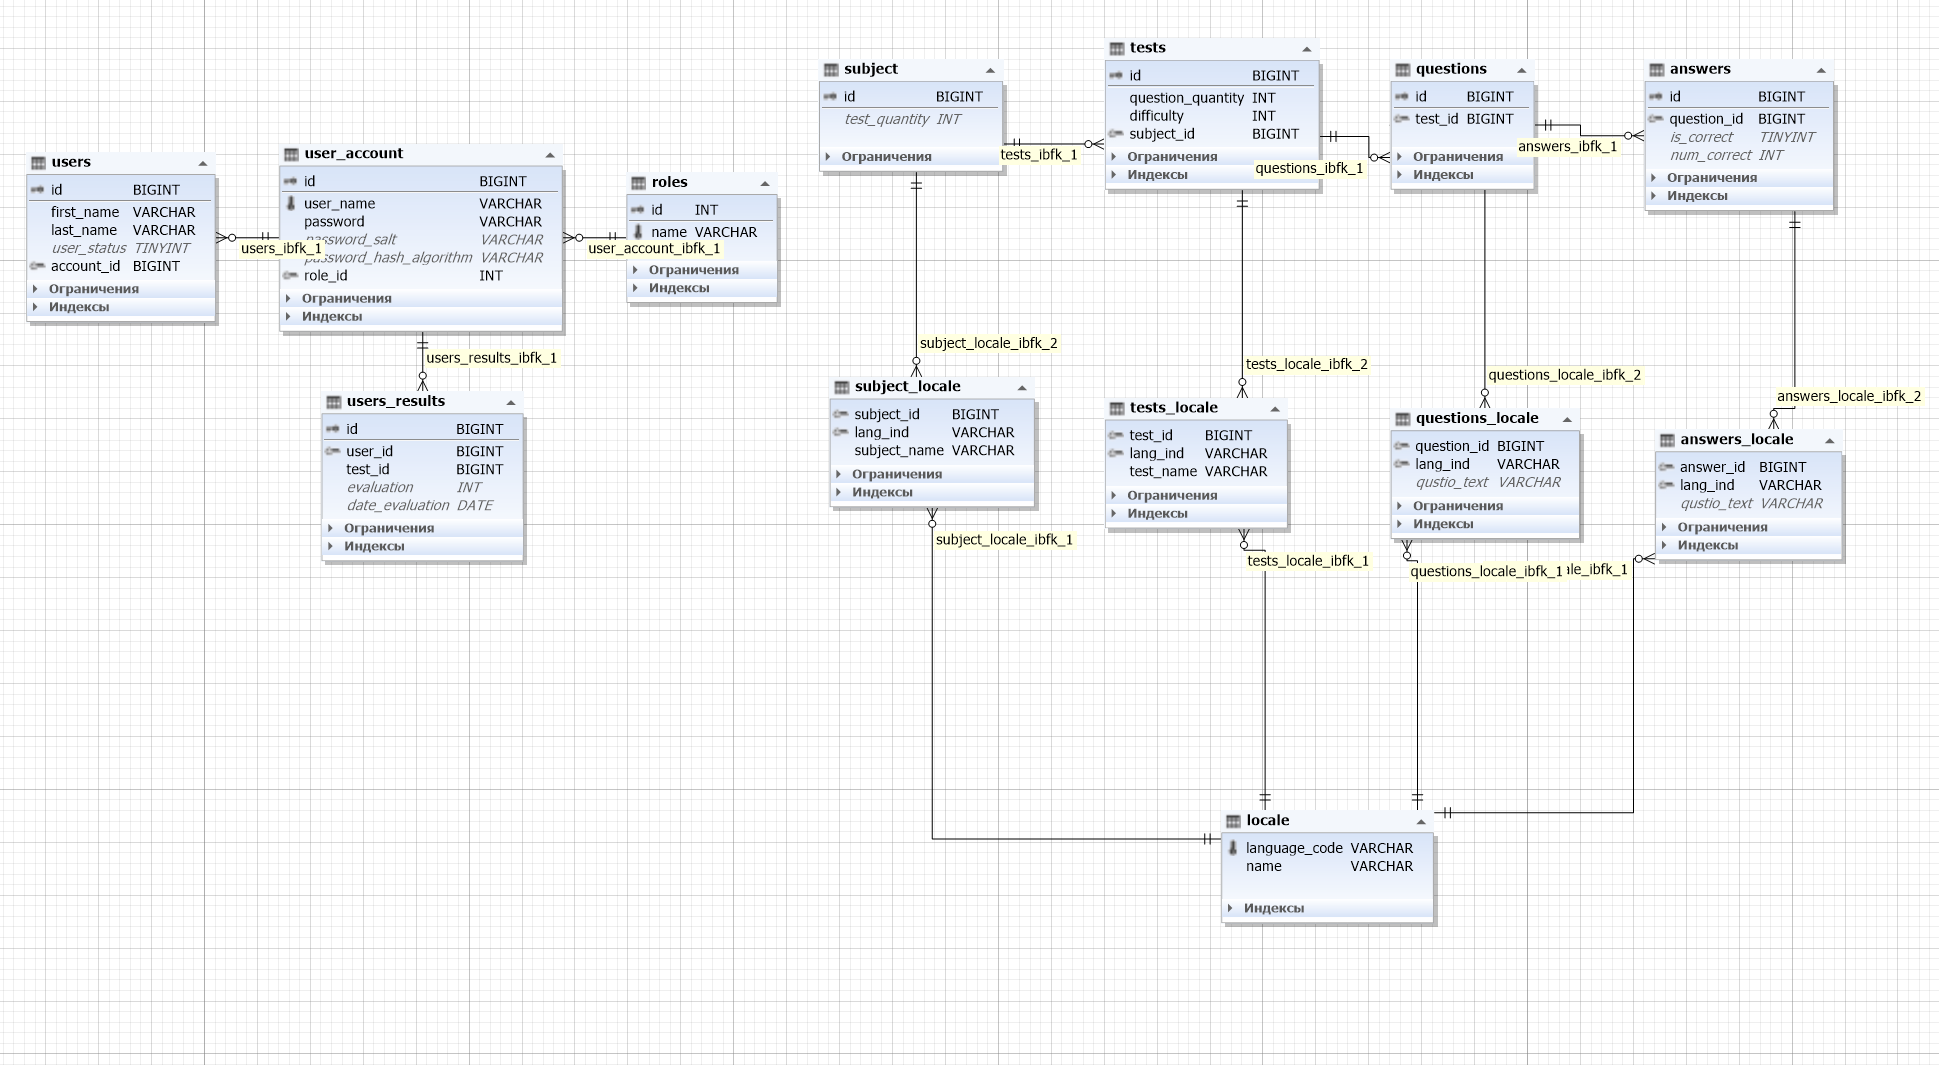 users
id BIGINT
first_name VARCHAR
last_name VARCHAR
user_status TINYINT
account_id BIGINT
Ограничения
Индексы
users_ibfk_1
user_account
id BIGINT
user_name VARCHAR
password VARCHAR
password_salt VARCHAR
password_hash_algorithm VARCHAR
role_id INT
Ограничения
Индексы
user_account_ibfk_1
roles
id INT
name VARCHAR
Ограничения
Индексы
users_results_ibfk_1
users_results
id BIGINT
user_id BIGINT
test_id BIGINT
evaluation INT
date_evaluation DATE
Ограничения
Индексы
subject
id BIGINT
test_quantity INT
Ограничения
tests_ibfk_1
tests
id BIGINT
question_quantity INT
difficulty INT
subject_id BIGINT
Ограничения
Индексы
questions_ibfk_1
questions
id BIGINT
test_id BIGINT
Ограничения
Индексы
answers_ibfk_1
answers
id BIGINT
question_id BIGINT
is_correct TINYINT
num_correct INT
Ограничения
Индексы
subject_locale_ibfk_2
tests_locale_ibfk_2
questions_locale_ibfk_2
answers_locale_ibfk_2
subject_locale
subject_id BIGINT
lang_ind VARCHAR
subject_name VARCHAR
Ограничения
Индексы
subject_locale_ibfk_1
tests_locale
test_id BIGINT
lang_ind VARCHAR
test_name VARCHAR
Ограничения
Индексы
tests_locale_ibfk_1
questions_locale
question_id BIGINT
lang_ind VARCHAR
qustio_text VARCHAR
Ограничения
Индексы
questions_locale_ibfk_1
answers_locale
answer_id BIGINT
lang_ind VARCHAR
qustio_text VARCHAR
Ограничения
Индексы
locale
language_code VARCHAR
name VARCHAR
Индексы